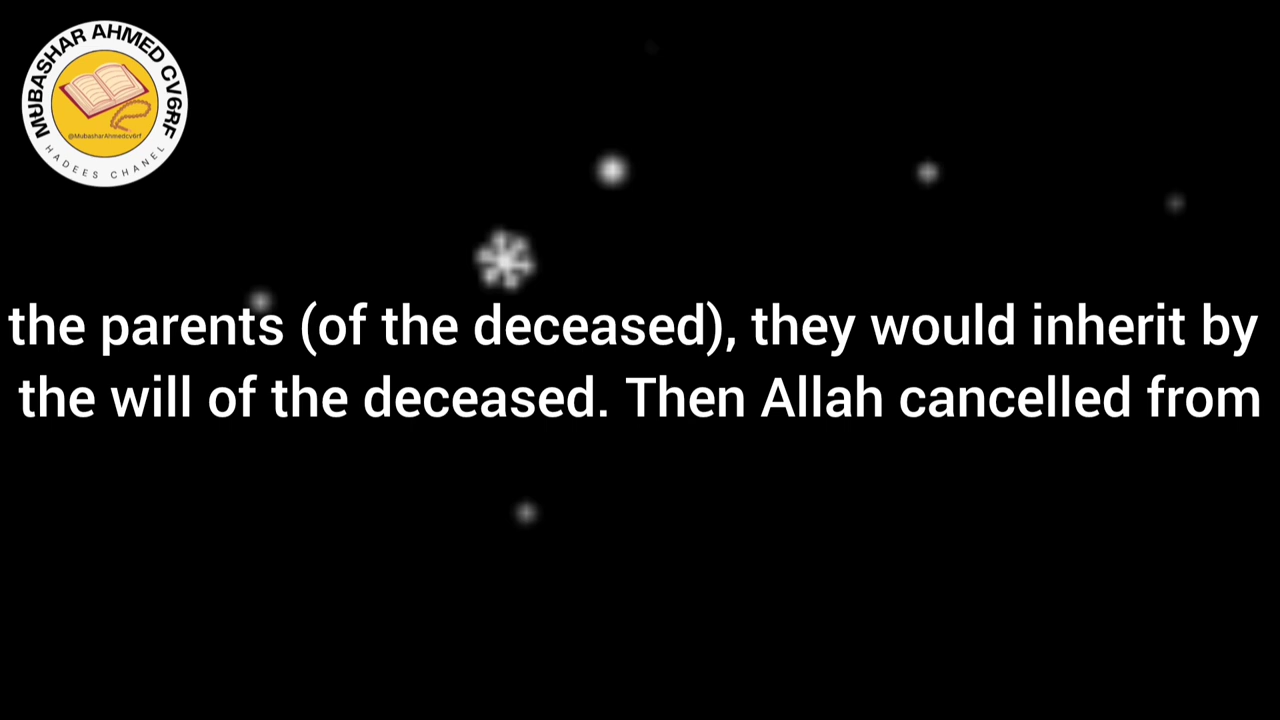 MUBASHAR AHMED CV6RF
@MubasharAhmedcv6rf
HADEES CHANEL
the parents (of the deceased), they would inherit by
the will of the deceased. Then Allah cancelled from